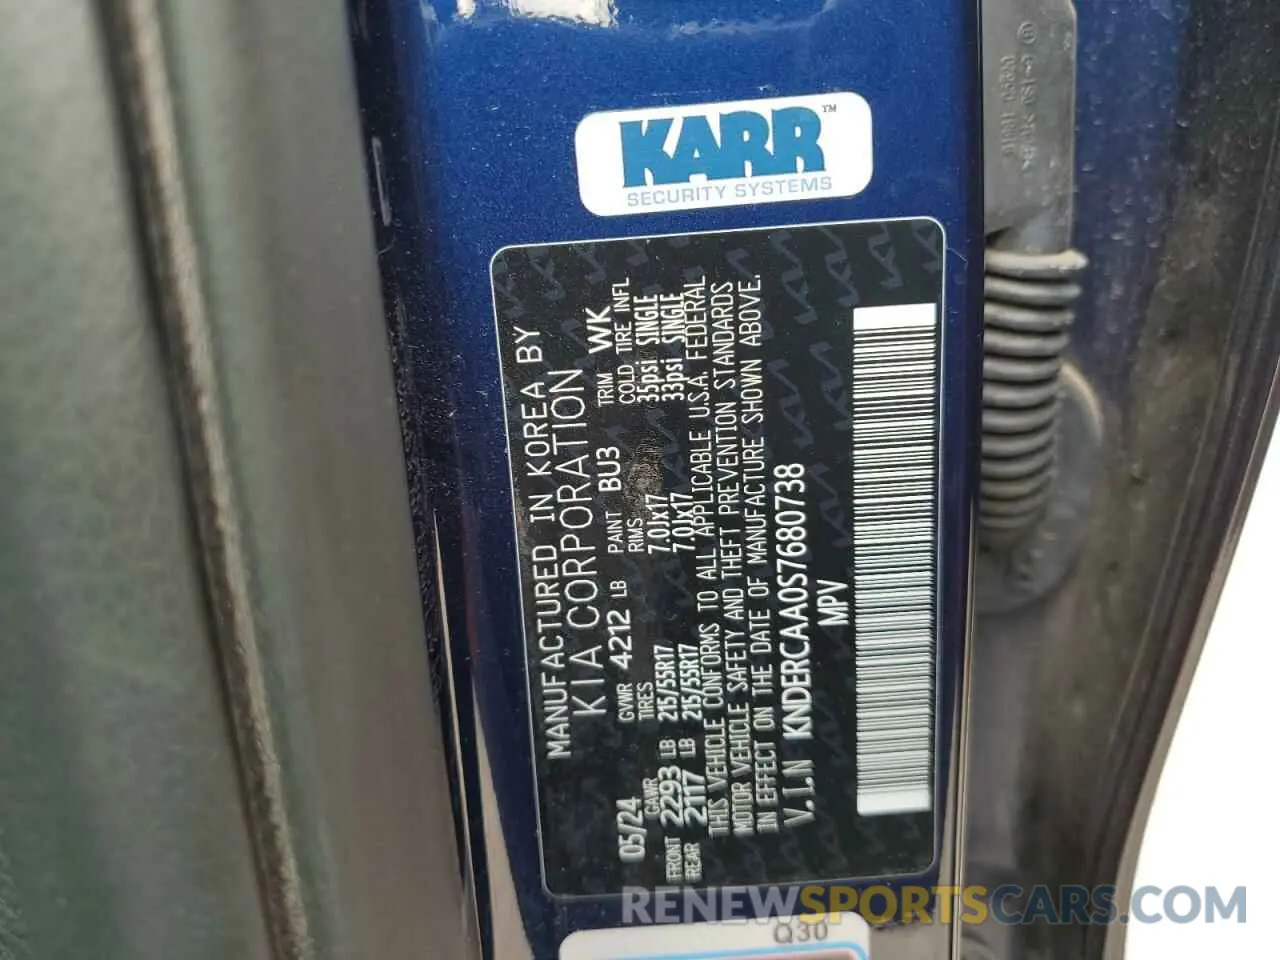 KARR™
SECURITY SYSTEMS
MANUFACTURED IN KOREA BY
KIA CORPORATION
05/24 GVWR 4212 LB PAINT BU3 TRIM WK
GAWR TIRES RIMS COLD TIRE INFL
FRONT 2293 LB 215/55R17 7.0Jx17 35psi SINGLE
REAR 2117 LB 215/55R17 7.0Jx17 33psi SINGLE
THIS VEHICLE CONFORMS TO ALL APPLICABLE U.S.A. FEDERAL
MOTOR VEHICLE SAFETY AND THEFT PREVENTION STANDARDS
IN EFFECT ON THE DATE OF MANUFACTURE SHOWN ABOVE.
V.I.N KNDERCAA0S7680738
MPV
Q30
RENEWSPORTSCARS.COM